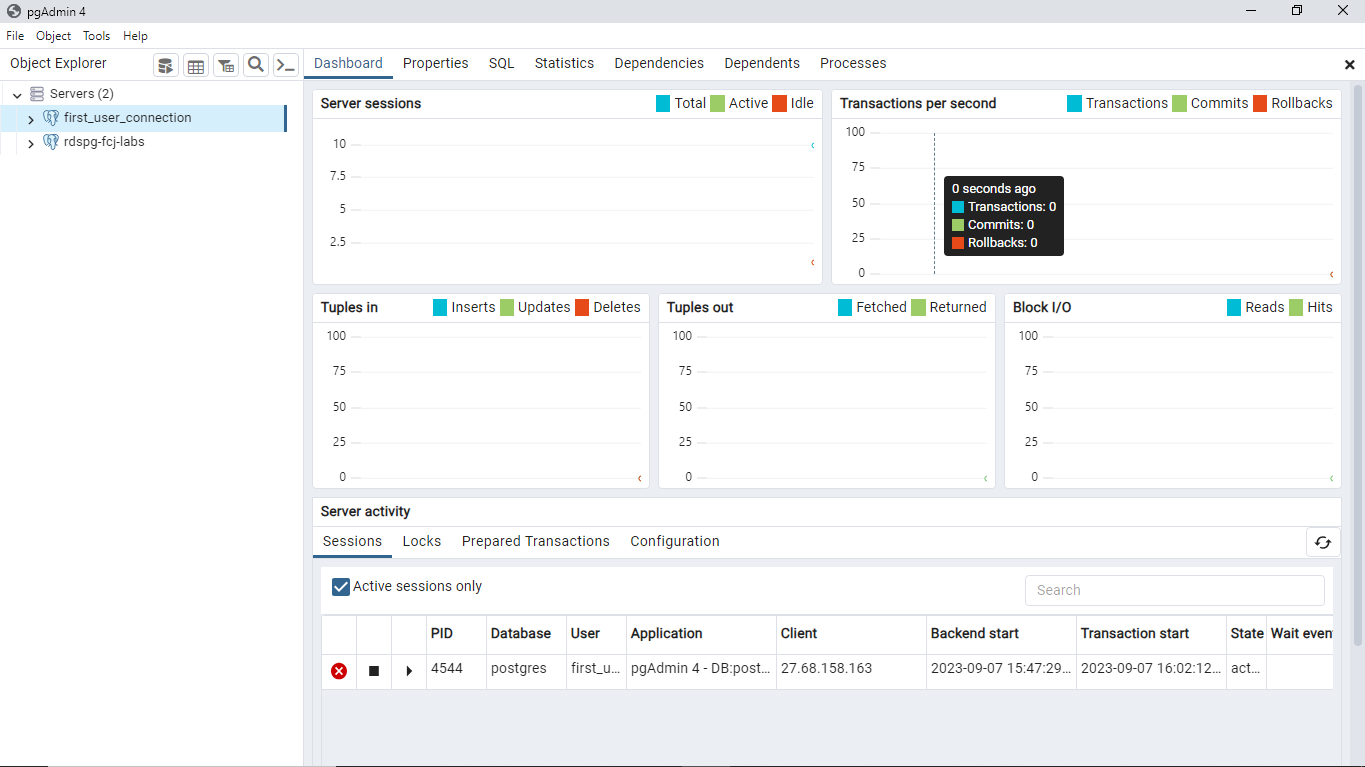 pgAdmin 4
File Object Tools Help
Object Explorer
Dashboard Properties SQL Statistics Dependencies Dependents Processes
Servers (2)
first_user_connection
rdspg-fcj-labs
Server sessions Total Active Idle
10
7.5
5
2.5
Transactions per second Transactions Commits Rollbacks
100
75
50
25
0
0 seconds ago
Transactions: 0
Commits: 0
Rollbacks: 0
Tuples in Inserts Updates Deletes
100
75
50
25
0
Tuples out Fetched Returned
100
75
50
25
0
Block I/O Reads Hits
100
75
50
25
0
Server activity
Sessions Locks Prepared Transactions Configuration
Active sessions only
Search
PID Database User Application Client Backend start Transaction start State Wait even
4544 postgres first_u... pgAdmin 4 - DB:post... 27.68.158.163 2023-09-07 15:47:29... 2023-09-07 16:02:12... act...